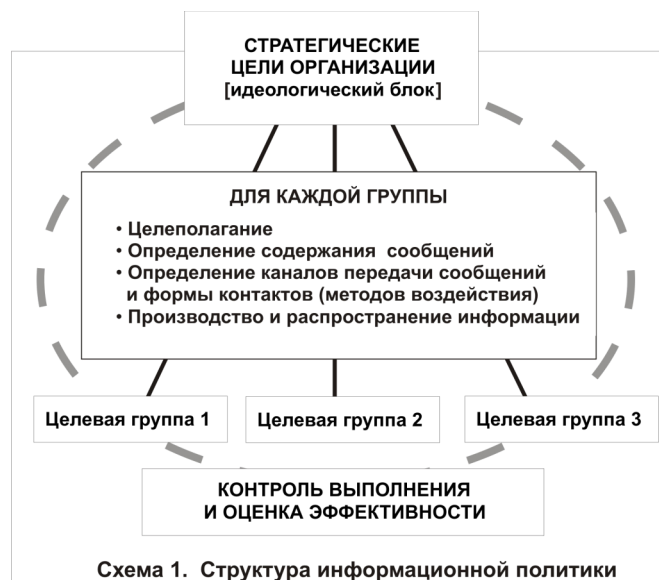 СТРАТЕГИЧЕСКИЕ
ЦЕЛИ ОРГАНИЗАЦИИ
[идеологический блок]
ДЛЯ КАЖДОЙ ГРУППЫ
• Целеполагание
• Определение содержания сообщений
• Определение каналов передачи сообщений
и формы контактов (методов воздействия)
• Производство и распространение информации
Целевая группа 1
Целевая группа 2
Целевая группа 3
КОНТРОЛЬ ВЫПОЛНЕНИЯ
И ОЦЕНКА ЭФФЕКТИВНОСТИ
Схема 1. Структура информационной политики